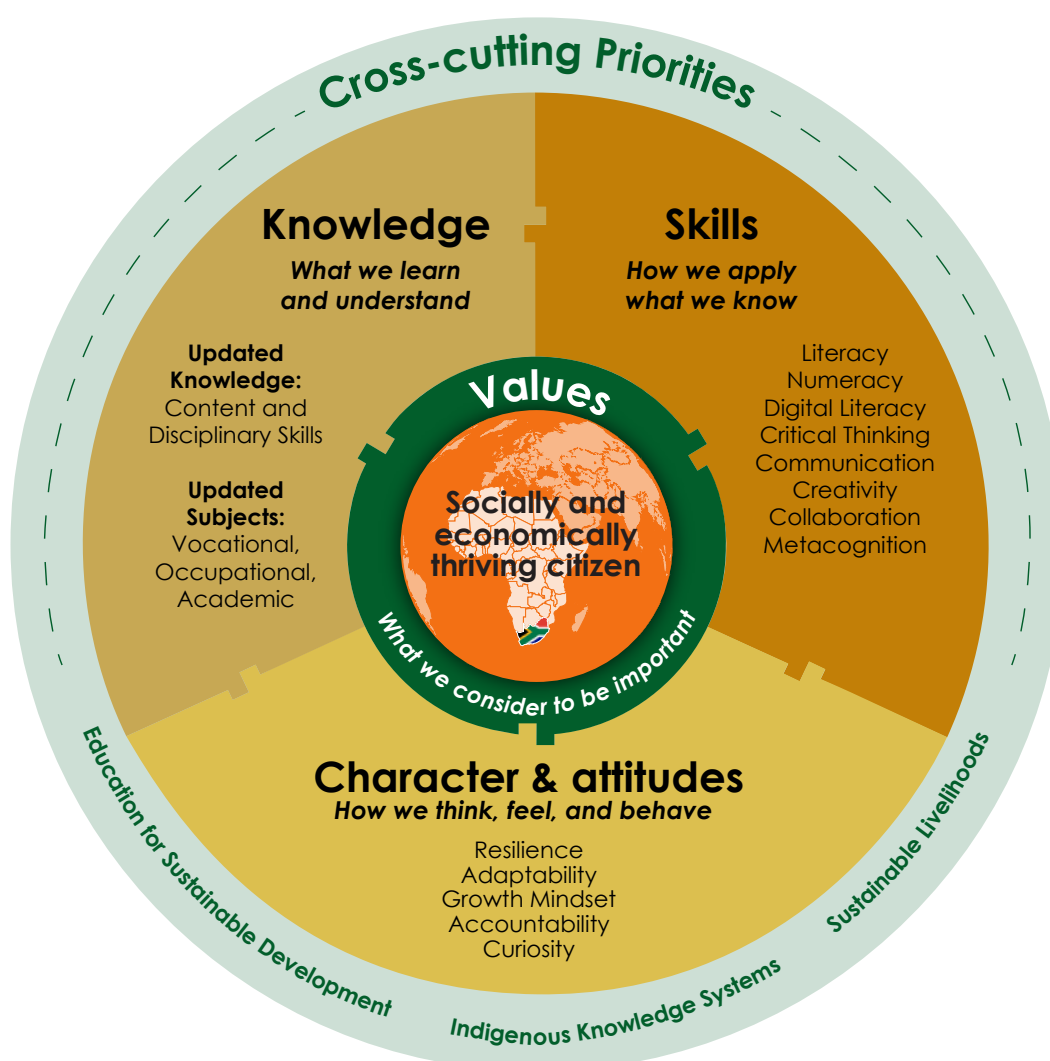 Cross-cutting Priorities
Knowledge
What we learn
and understand
Updated
Knowledge:
Content and
Disciplinary Skills
Updated
Subjects:
Vocational,
Occupational,
Academic
Skills
How we apply
what we know
Literacy
Numeracy
Digital Literacy
Critical Thinking
Communication
Creativity
Collaboration
Metacognition
Values
Socially and
economically
thriving citizen
What we consider to be important
Character & attitudes
How we think, feel, and behave
Resilience
Adaptability
Growth Mindset
Accountability
Curiosity
Education for Sustainable Development
Indigenous Knowledge Systems
Sustainable Livelihoods